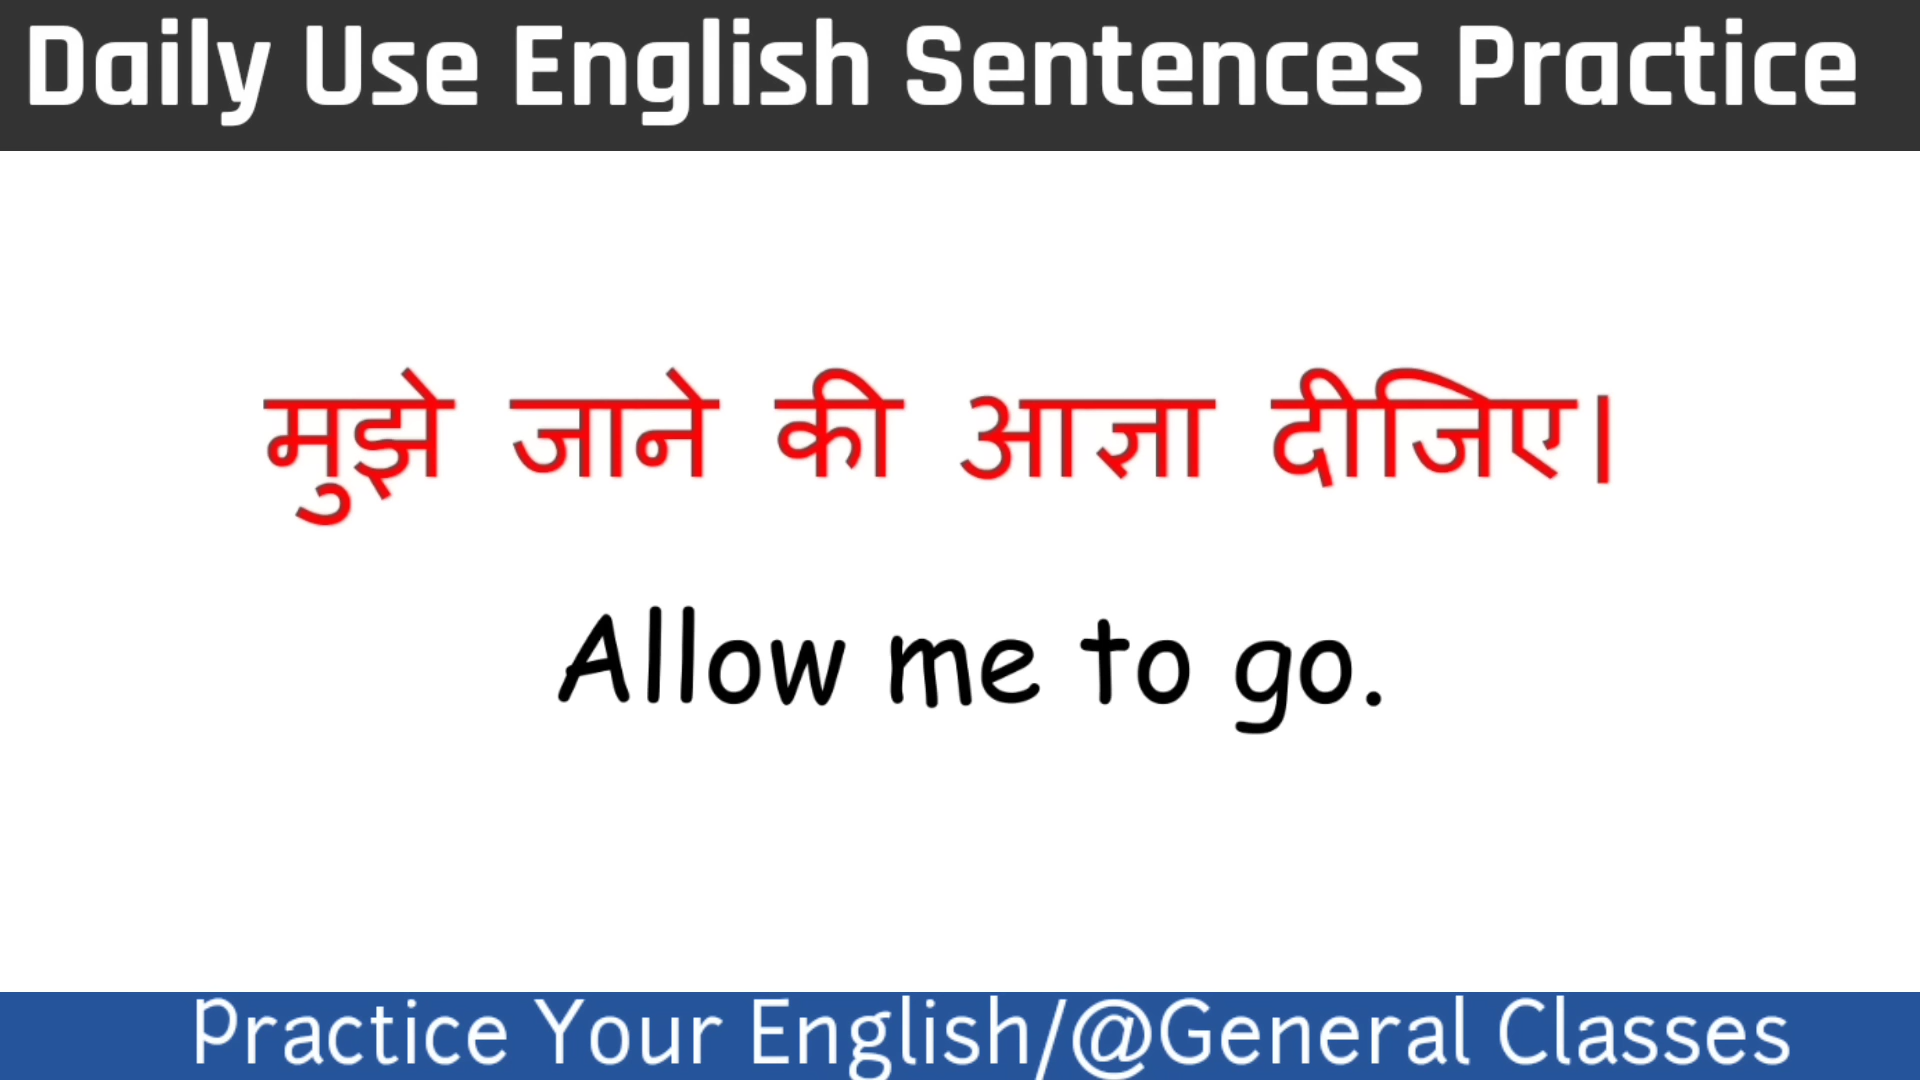 Daily Use English Sentences Practice
मुझे जाने की आज्ञा दीजिए।
Allow me to go.
Practice Your English/@General Classes